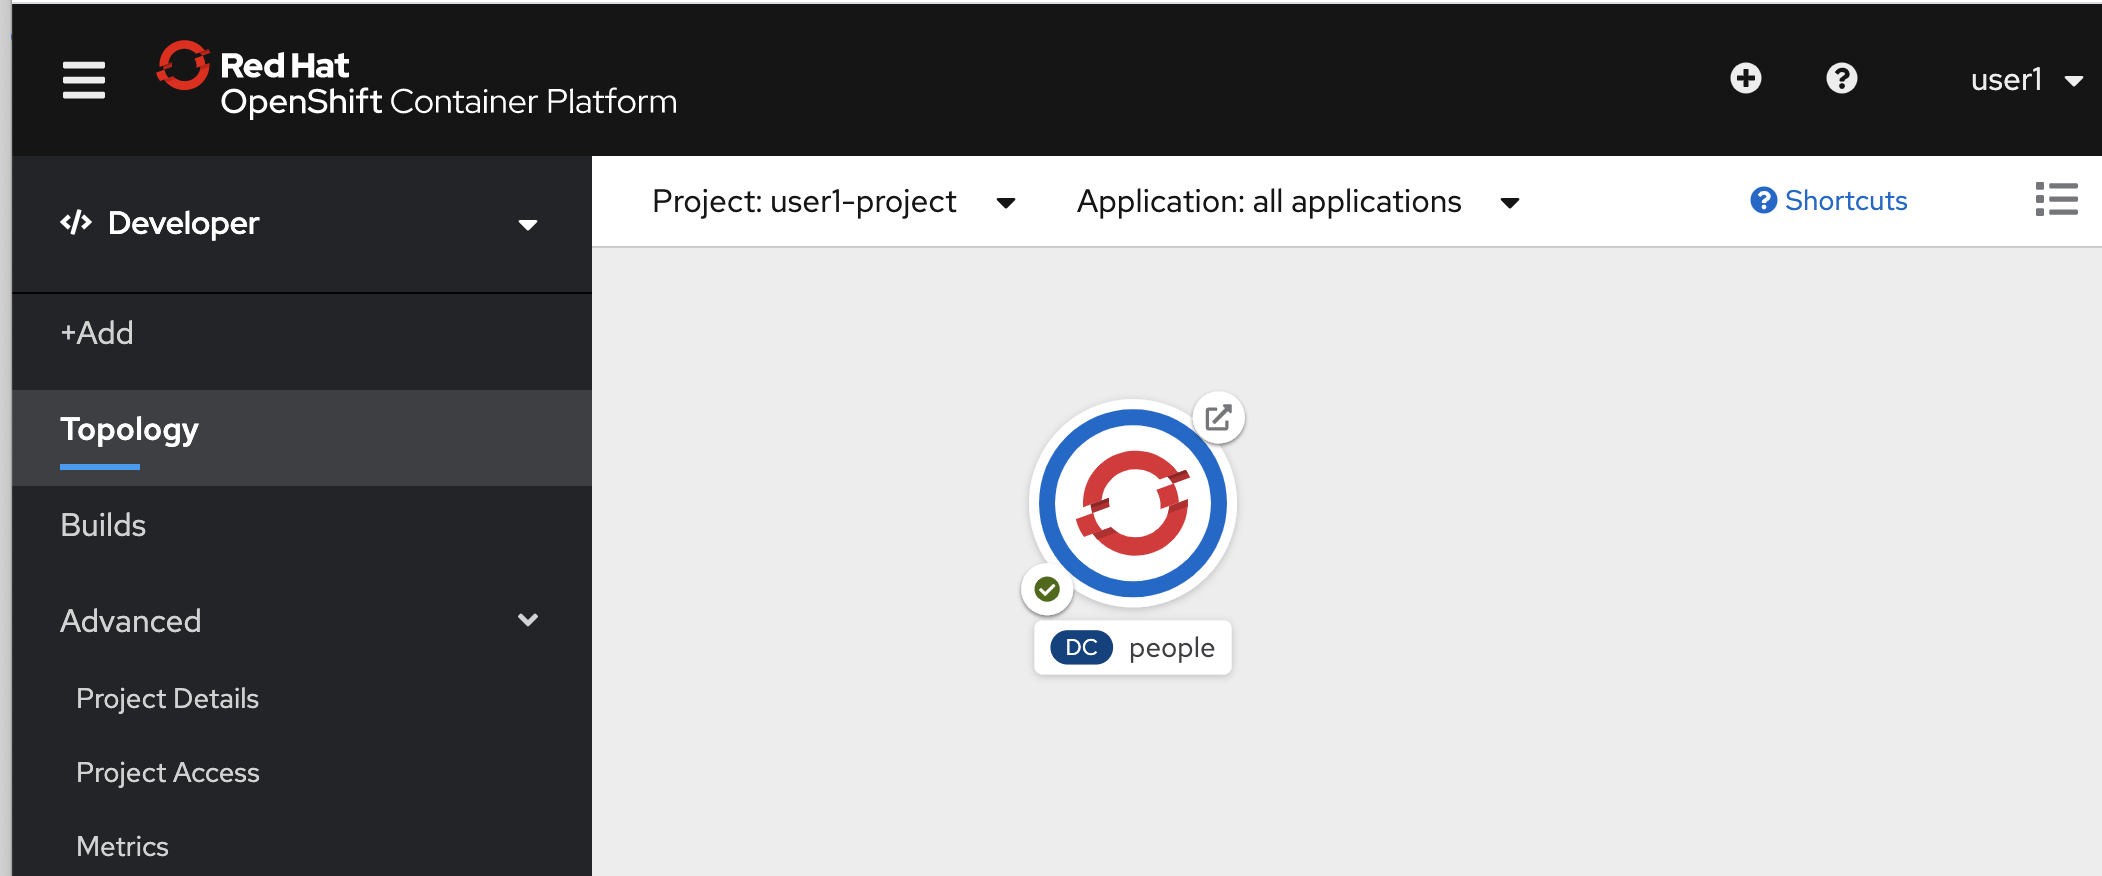 Red Hat
OpenShift Container Platform
user1
Developer
Project: user1-project
Application: all applications
Shortcuts
+Add
Topology
Builds
Advanced
Project Details
Project Access
Metrics
DC people